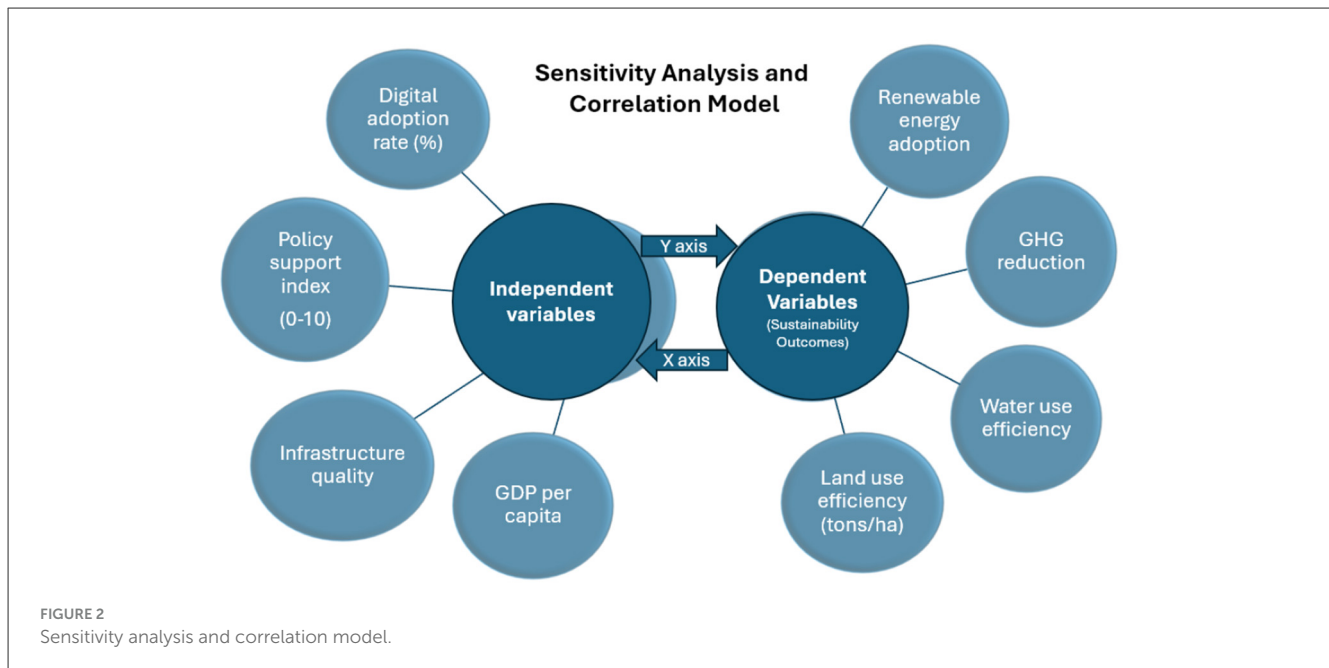 Sensitivity Analysis and
Correlation Model
Digital
adoption
rate (%)
Policy
support
index
(0-10)
Infrastructure
quality
GDP per
capita
Independent
variables
Y axis
X axis
Dependent
Variables
(Sustainability
Outcomes)
Renewable
energy
adoption
GHG
reduction
Water use
efficiency
Land use
efficiency
(tons/ha)
FIGURE 2
Sensitivity analysis and correlation model.